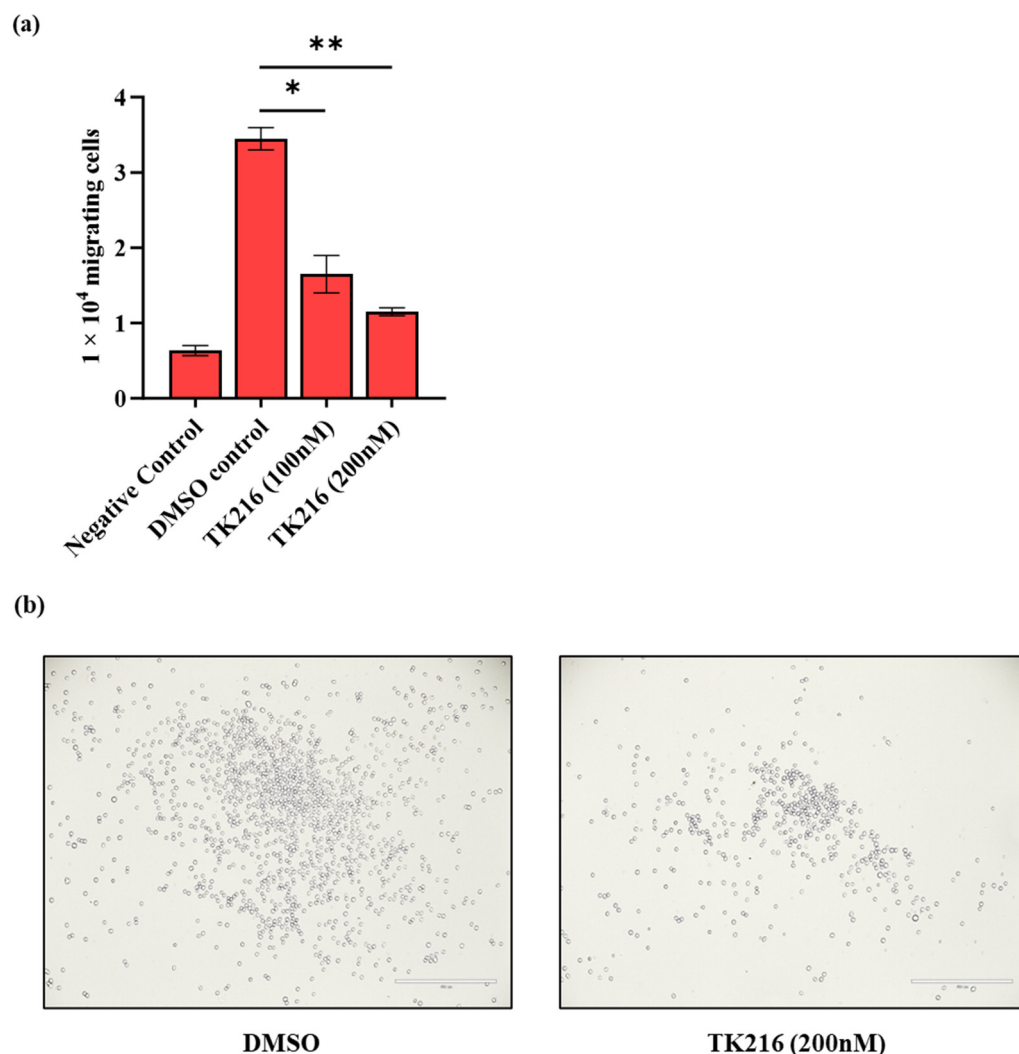 (a)
**
*
4
3
2
1
0
1 × 10⁴ migrating cells
Negative Control
DMSO control
TK216 (100nM)
TK216 (200nM)
(b)
DMSO
TK216 (200nM)